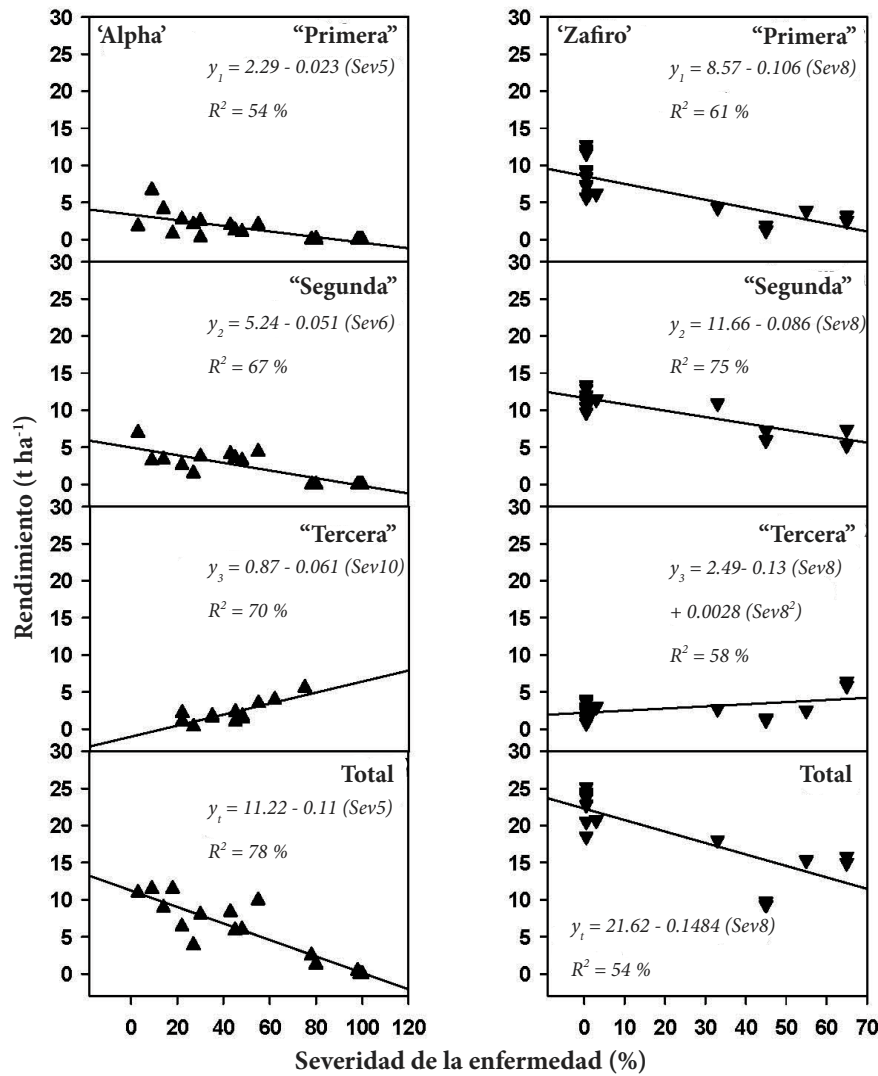 ‘Alpha’ “Primera”
y1 = 2.29 - 0.023 (Sev5)
R2 = 54 %
30
25
20
15
10
5
0
“Segunda”
y2 = 5.24 - 0.051 (Sev6)
R2 = 67 %
30
25
20
15
10
5
0
“Tercera”
y3 = 0.87 - 0.061 (Sev10)
R2 = 70 %
30
25
20
15
10
5
0
Total
yt = 11.22 - 0.11 (Sev5)
R2 = 78 %
30
25
20
15
10
5
0
0 20 40 60 80 100 120
‘Zafiro’ “Primera”
y1 = 8.57 - 0.106 (Sev8)
R2 = 61 %
30
25
20
15
10
5
0
“Segunda”
y2 = 11.66 - 0.086 (Sev8)
R2 = 75 %
30
25
20
15
10
5
0
“Tercera”
y3 = 2.49- 0.13 (Sev8)
+ 0.0028 (Sev82)
R2 = 58 %
30
25
20
15
10
5
0
Total
yt = 21.62 - 0.1484 (Sev8)
R2 = 54 %
30
25
20
15
10
5
0
0 10 20 30 40 50 60 70
Rendimiento (t ha-1)
Severidad de la enfermedad (%)